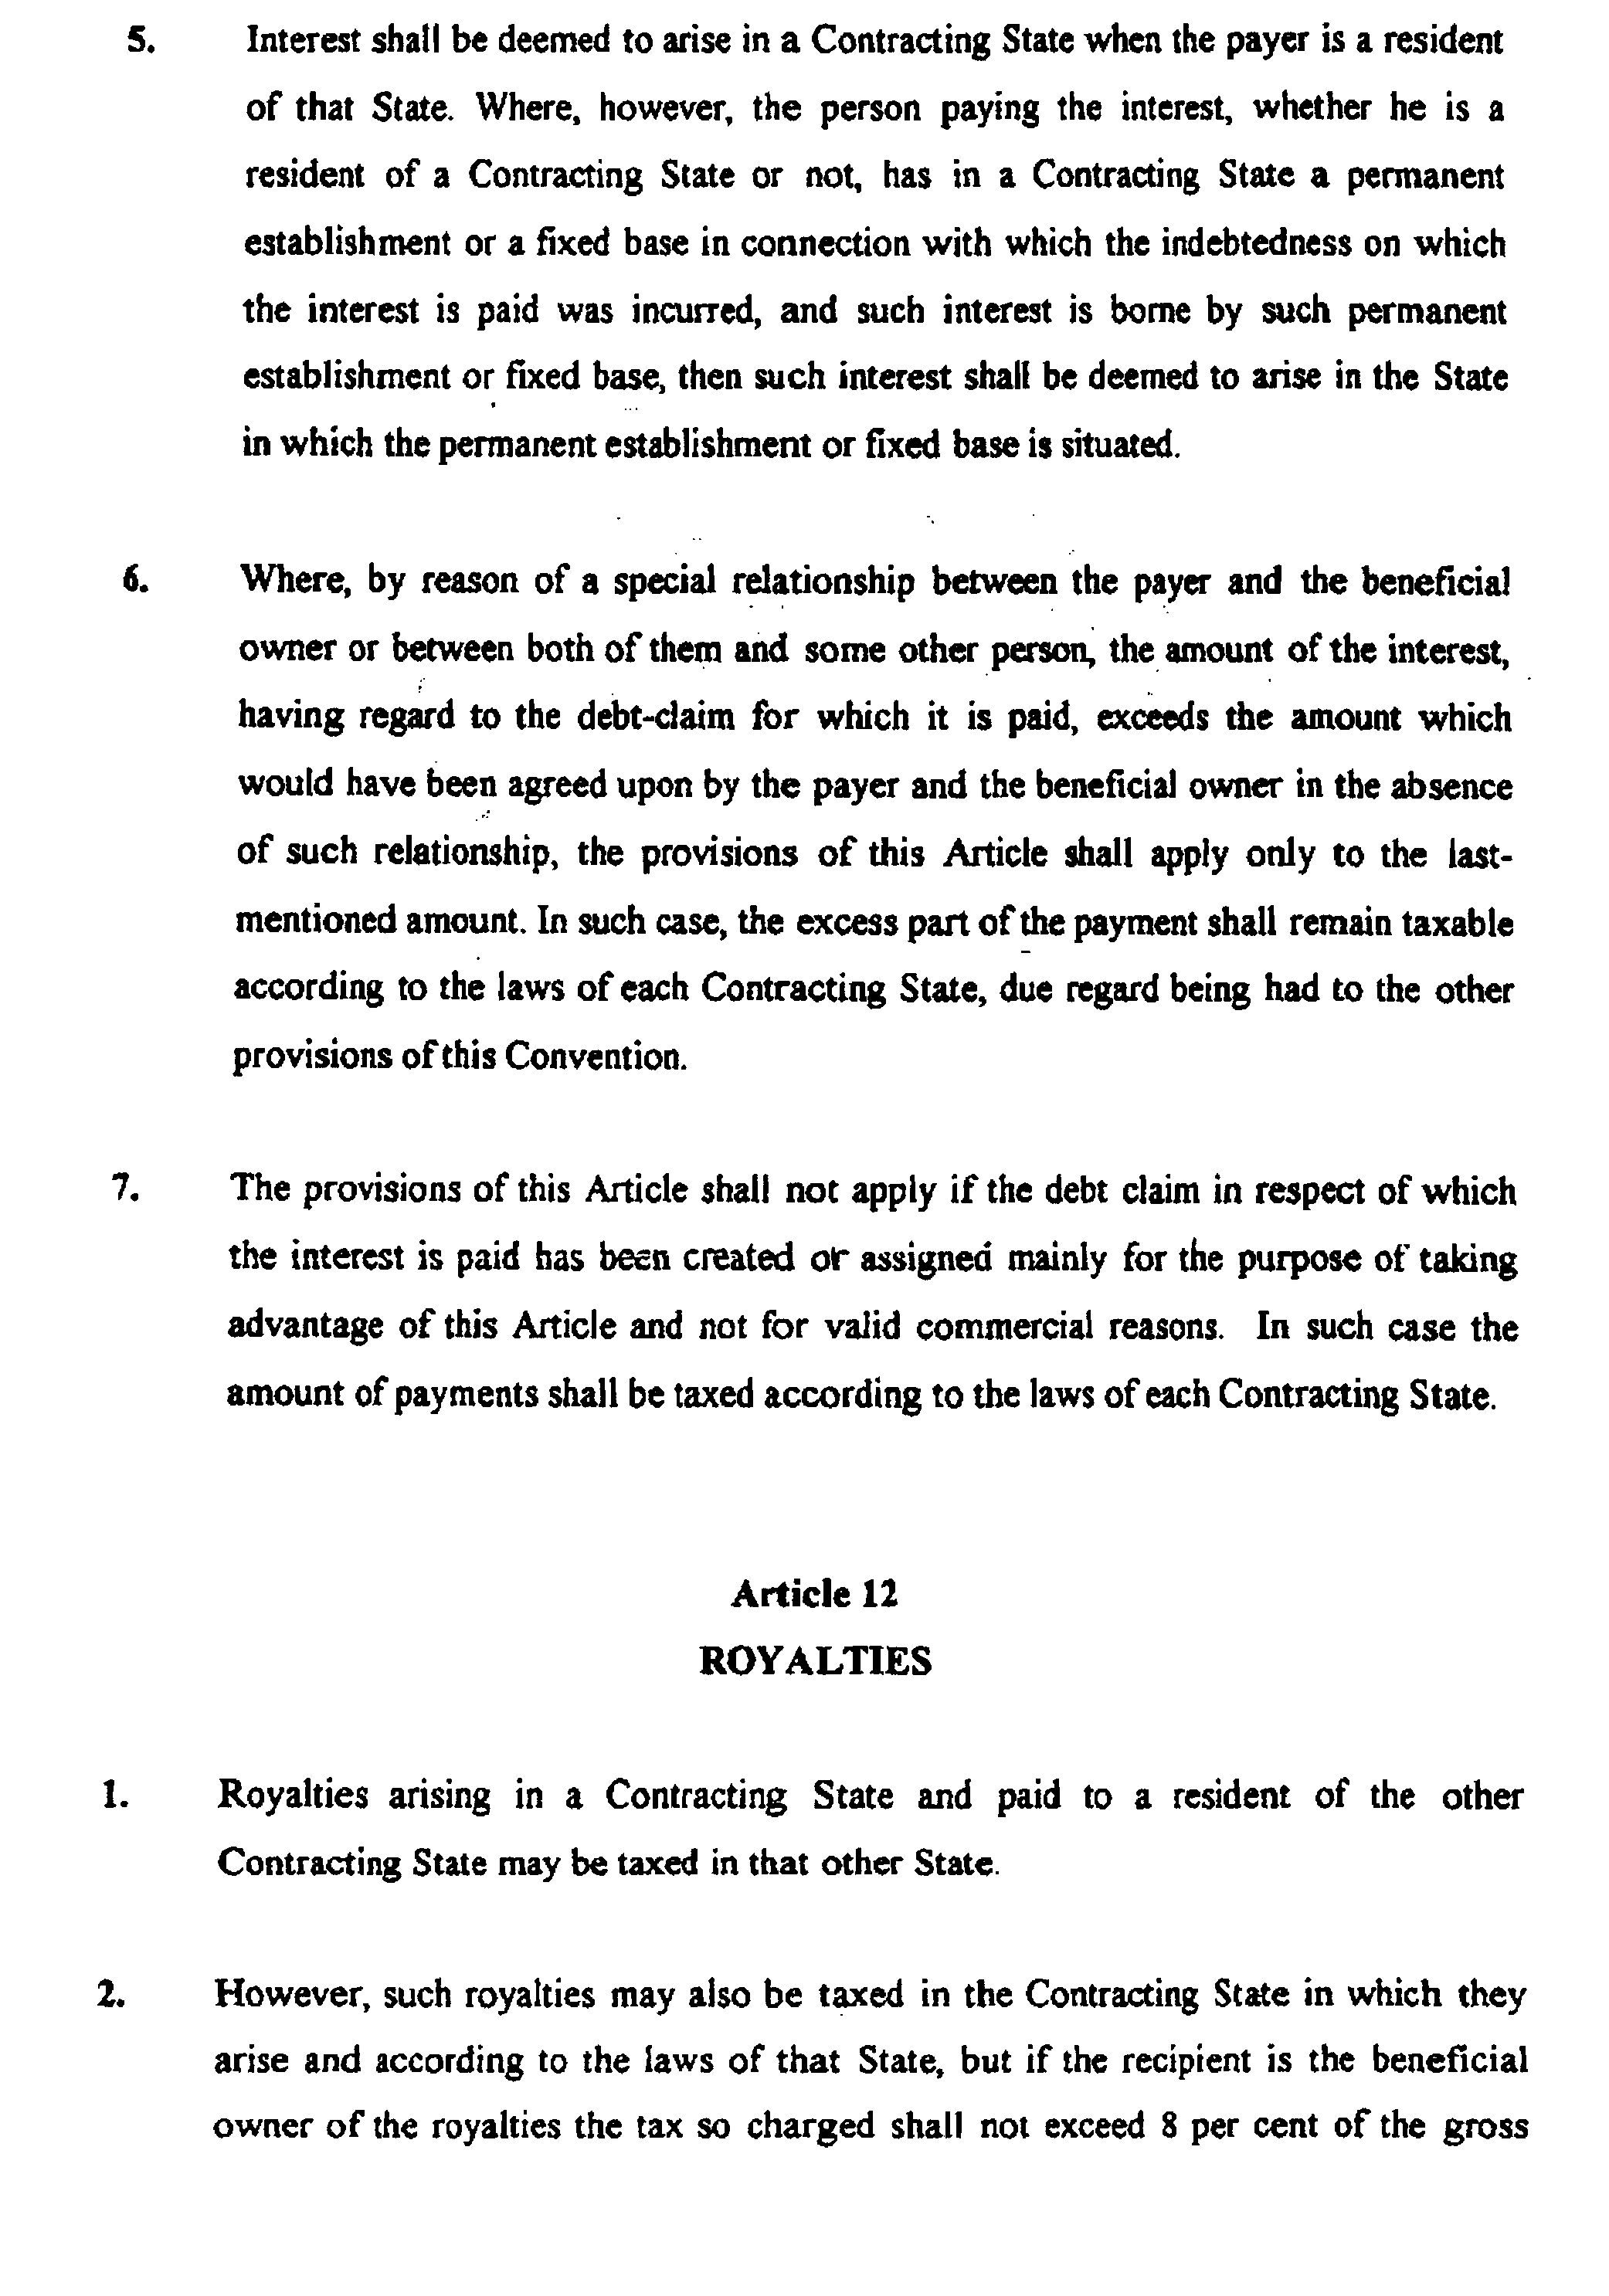 5. Interest shall be deemed to arise in a Contracting State when the payer is a resident
of that State. Where, however, the person paying the interest, whether he is a
resident of a Contracting State or not, has in a Contracting State a permanent
establishment or a fixed base in connection with which the indebtedness on which
the interest is paid was incurred, and such interest is borne by such permanent
establishment or fixed base, then such interest shall be deemed to arise in the State
in which the permanent establishment or fixed base is situated.
6. Where, by reason of a special relationship between the payer and the beneficial
owner or between both of them and some other person, the amount of the interest,
having regard to the debt-claim for which it is paid, exceeds the amount which
would have been agreed upon by the payer and the beneficial owner in the absence
of such relationship, the provisions of this Article shall apply only to the last-
mentioned amount. In such case, the excess part of the payment shall remain taxable
according to the laws of each Contracting State, due regard being had to the other
provisions of this Convention.
7. The provisions of this Article shall not apply if the debt claim in respect of which
the interest is paid has been created or assigned mainly for the purpose of taking
advantage of this Article and not for valid commercial reasons. In such case the
amount of payments shall be taxed according to the laws of each Contracting State.
Article 12
ROYALTIES
1. Royalties arising in a Contracting State and paid to a resident of the other
Contracting State may be taxed in that other State.
2. However, such royalties may also be taxed in the Contracting State in which they
arise and according to the laws of that State, but if the recipient is the beneficial
owner of the royalties the tax so charged shall not exceed 8 per cent of the gross